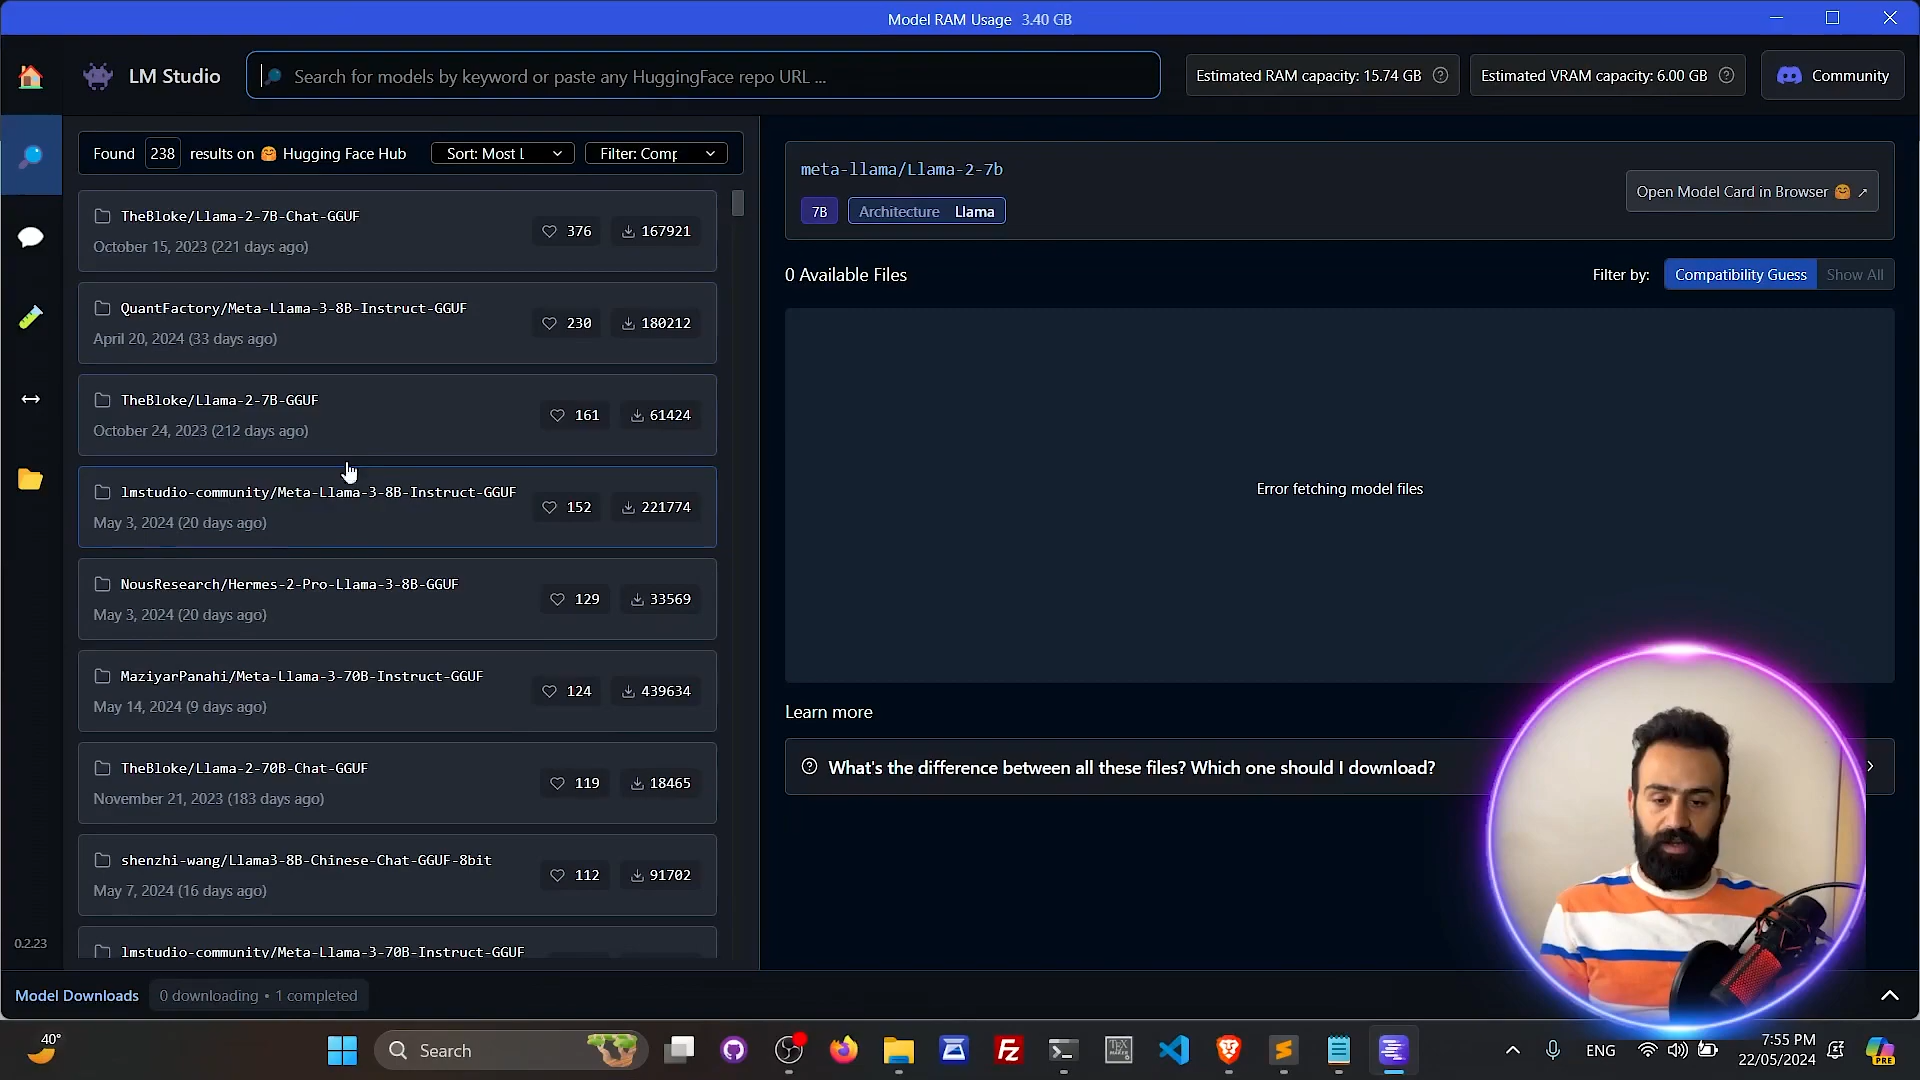 Model RAM Usage 3.40 GB
LM Studio
Search for models by keyword or paste any HuggingFace repo URL ...
Estimated RAM capacity: 15.74 GB
Estimated VRAM capacity: 6.00 GB
Community
Found 238 results on 🤗 Hugging Face Hub
Sort: Most l
Filter: Comp
TheBloke/Llama-2-7B-Chat-GGUF
October 15, 2023 (221 days ago)
376
167921
QuantFactory/Meta-Llama-3-8B-Instruct-GGUF
April 20, 2024 (33 days ago)
230
180212
TheBloke/Llama-2-7B-GGUF
October 24, 2023 (212 days ago)
161
61424
lmstudio-community/Meta-Llama-3-8B-Instruct-GGUF
May 3, 2024 (20 days ago)
152
221774
NousResearch/Hermes-2-Pro-Llama-3-8B-GGUF
May 3, 2024 (20 days ago)
129
33569
MaziyarPanahi/Meta-Llama-3-70B-Instruct-GGUF
May 14, 2024 (9 days ago)
124
439634
TheBloke/Llama-2-70B-Chat-GGUF
November 21, 2023 (183 days ago)
119
18465
shenzhi-wang/Llama3-8B-Chinese-Chat-GGUF-8bit
May 7, 2024 (16 days ago)
112
91702
lmstudio-community/Meta-Llama-3-70B-Instruct-GGUF
meta-llama/Llama-2-7b
7B
Architecture Llama
Open Model Card in Browser 🤗 ↗
0 Available Files
Filter by:
Compatibility Guess
Show All
Error fetching model files
Learn more
What's the difference between all these files? Which one should I download?
0.2.23
Model Downloads
0 downloading • 1 completed
40°
Search
ENG
7:55 PM
22/05/2024
PRE